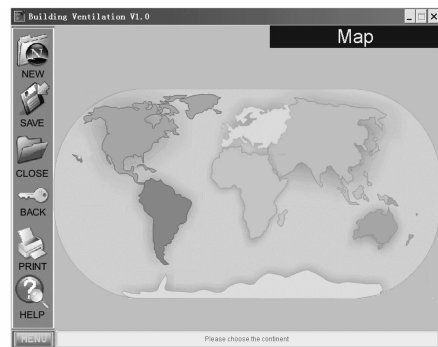 Building Ventilation V1.0
Map
NEW
SAVE
CLOSE
BACK
PRINT
HELP
MENU
Please choose the continent